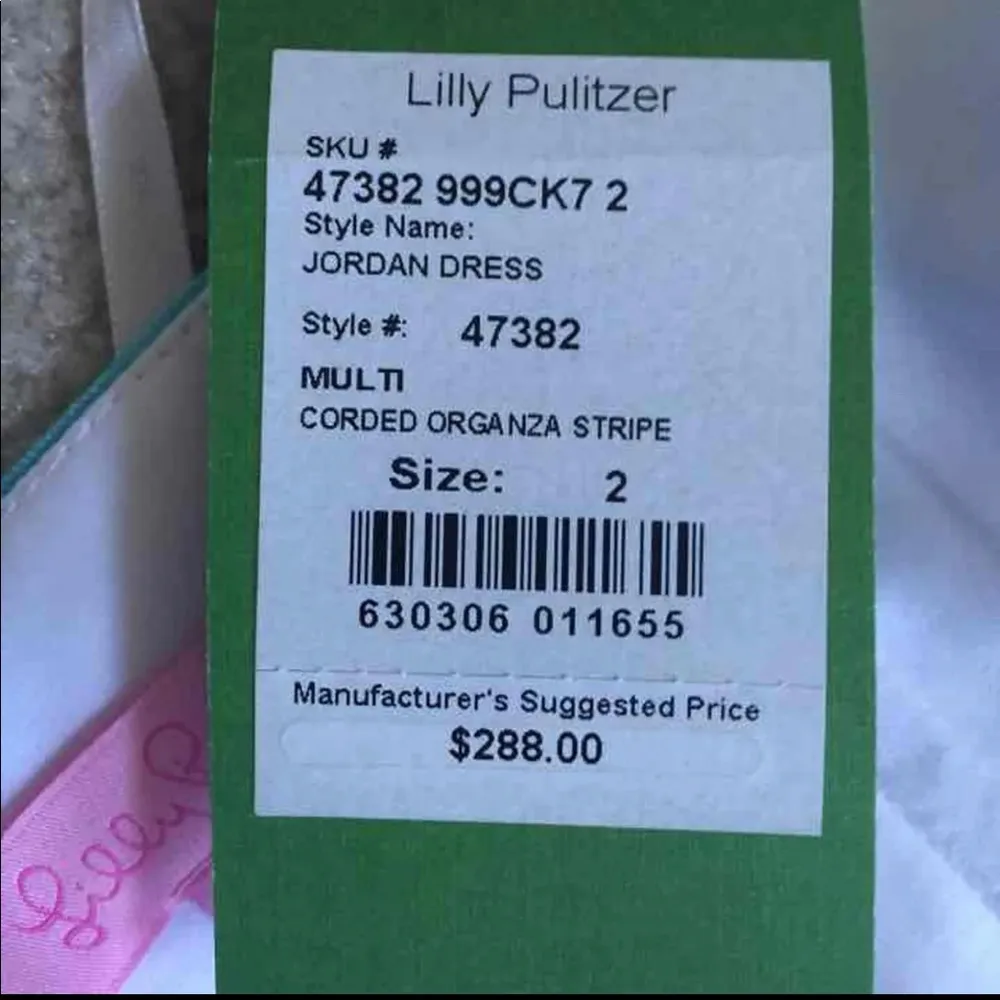 Lilly Pulitzer
SKU #
47382 999CK7 2
Style Name:
JORDAN DRESS
Style #: 47382
MULTI
CORDED ORGANZA STRIPE
Size: 2
630306 011655
Manufacturer's Suggested Price
$288.00
Lilly P